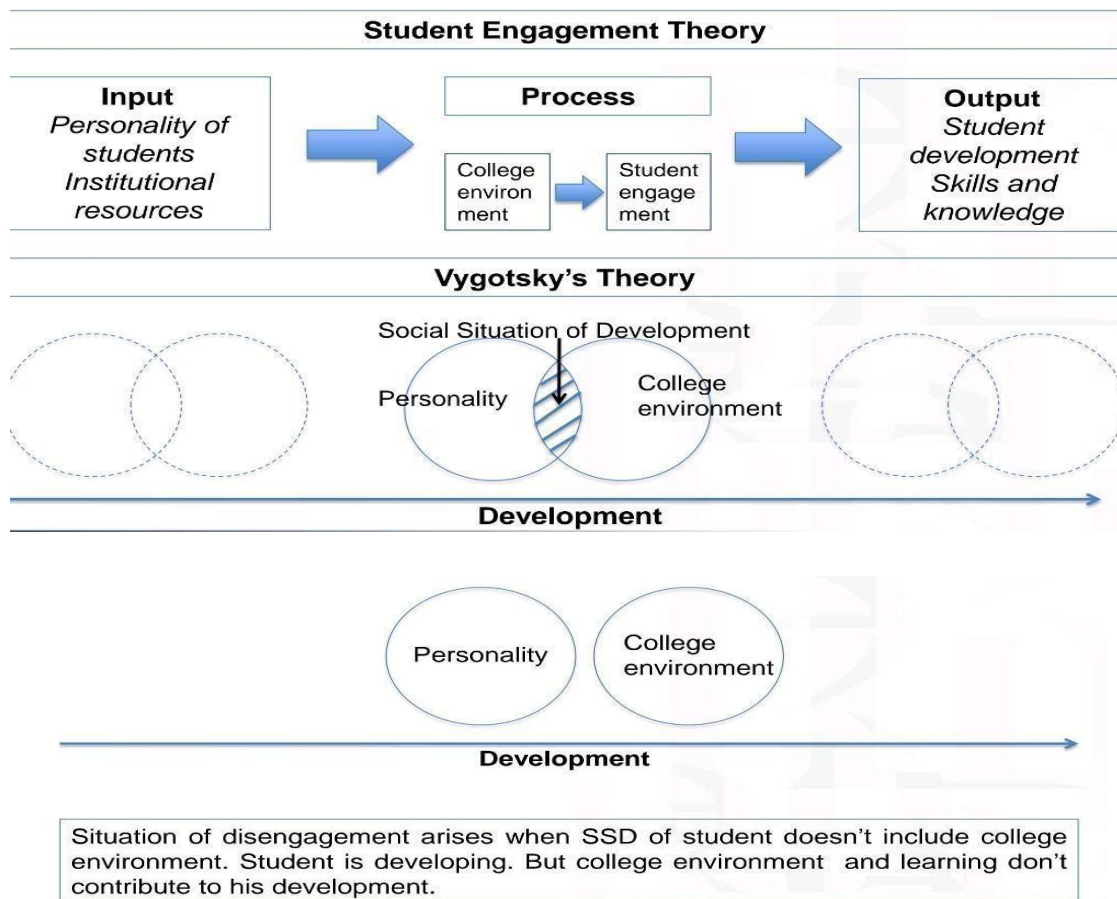 Student Engagement Theory
Input
Personality of
students
Institutional
resources
Process
College
environ
ment
Student
engage
ment
Output
Student
development
Skills and
knowledge
Vygotsky's Theory
Social Situation of Development
Personality
College
environment
Development
Personality
College
environment
Development
Situation of disengagement arises when SSD of student doesn't include college
environment. Student is developing. But college environment and learning don't
contribute to his development.